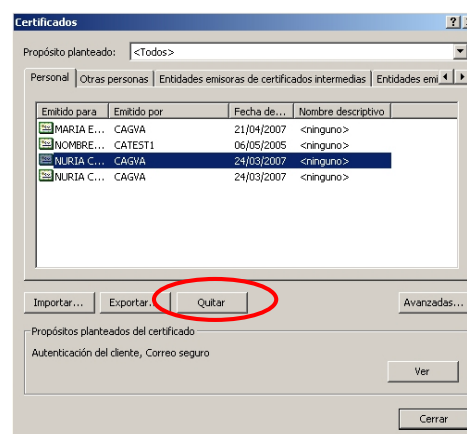 Certificados
Propósito planteado: <Todos>
Personal Otras personas Entidades emisoras de certificados intermedias Entidades emi
Emitido para Emitido por Fecha de... Nombre descriptivo
MARIA E... CAGVA 21/04/2007 <ninguno>
NOMBRE... CATEST1 06/05/2005 <ninguno>
NURIA C... CAGVA 24/03/2007 <ninguno>
NURIA C... CAGVA 24/03/2007 <ninguno>
Importar... Exportar... Quitar Avanzadas...
Propósitos planteados del certificado
Autenticación del cliente, Correo seguro
Ver
Cerrar